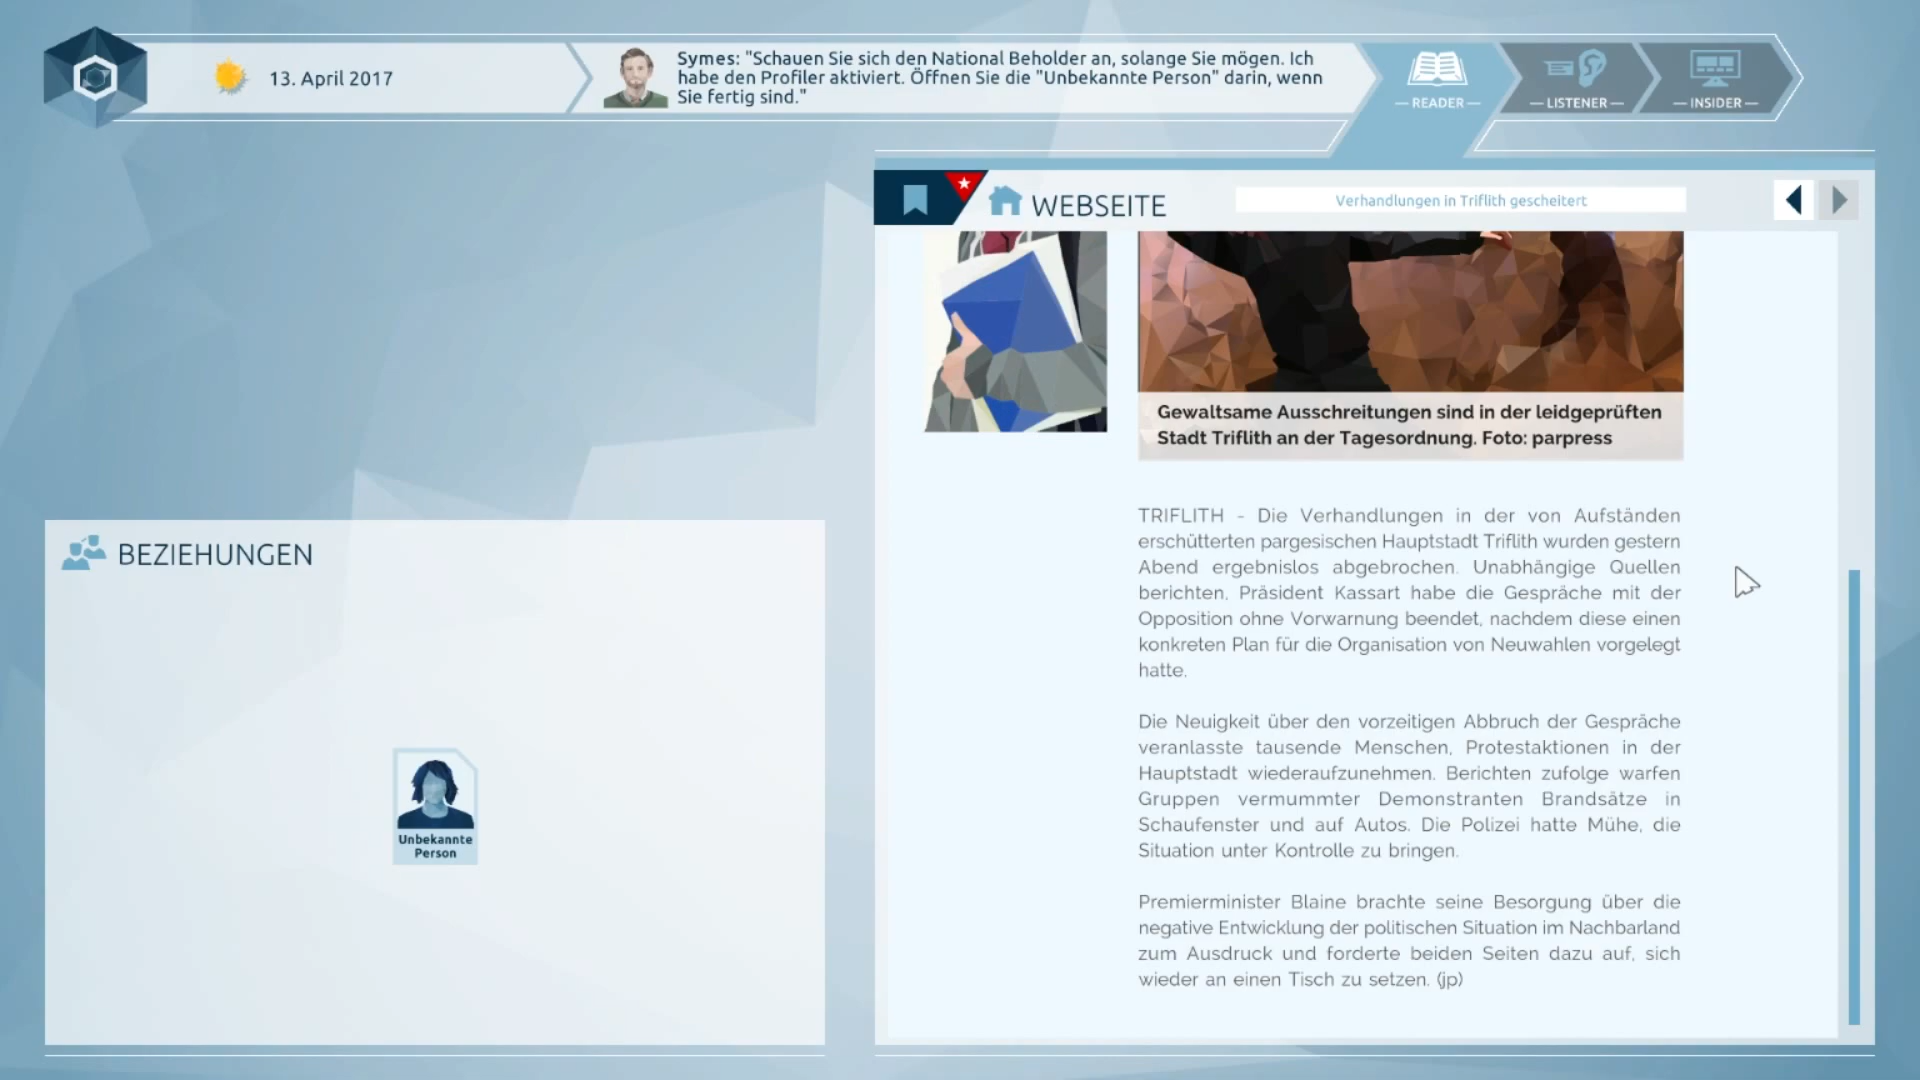 13. April 2017
Symes: "Schauen Sie sich den National Beholder an, solange Sie mögen. Ich
habe den Profiler aktiviert. Öffnen Sie die "Unbekannte Person" darin, wenn
Sie fertig sind."
READER
LISTENER
INSIDER
WEBSEITE
Verhandlungen in Triflith gescheitert
Gewaltsame Ausschreitungen sind in der leidgeprüften
Stadt Triflith an der Tagesordnung. Foto: parpress
TRIFLITH - Die Verhandlungen in der von Aufständen
erschütterten pargesischen Hauptstadt Triflith wurden gestern
Abend ergebnislos abgebrochen. Unabhängige Quellen
berichten, Präsident Kassart habe die Gespräche mit der
Opposition ohne Vorwarnung beendet, nachdem diese einen
konkreten Plan für die Organisation von Neuwahlen vorgelegt
hatte.
Die Neuigkeit über den vorzeitigen Abbruch der Gespräche
veranlasste tausende Menschen, Protestaktionen in der
Hauptstadt wiederaufzunehmen. Berichten zufolge warfen
Gruppen vermummter Demonstranten Brandsätze in
Schaufenster und auf Autos. Die Polizei hatte Mühe, die
Situation unter Kontrolle zu bringen.
Premierminister Blaine brachte seine Besorgung über die
negative Entwicklung der politischen Situation im Nachbarland
zum Ausdruck und forderte beiden Seiten dazu auf, sich
wieder an einen Tisch zu setzen. (jp)
BEZIEHUNGEN
Unbekannte
Person